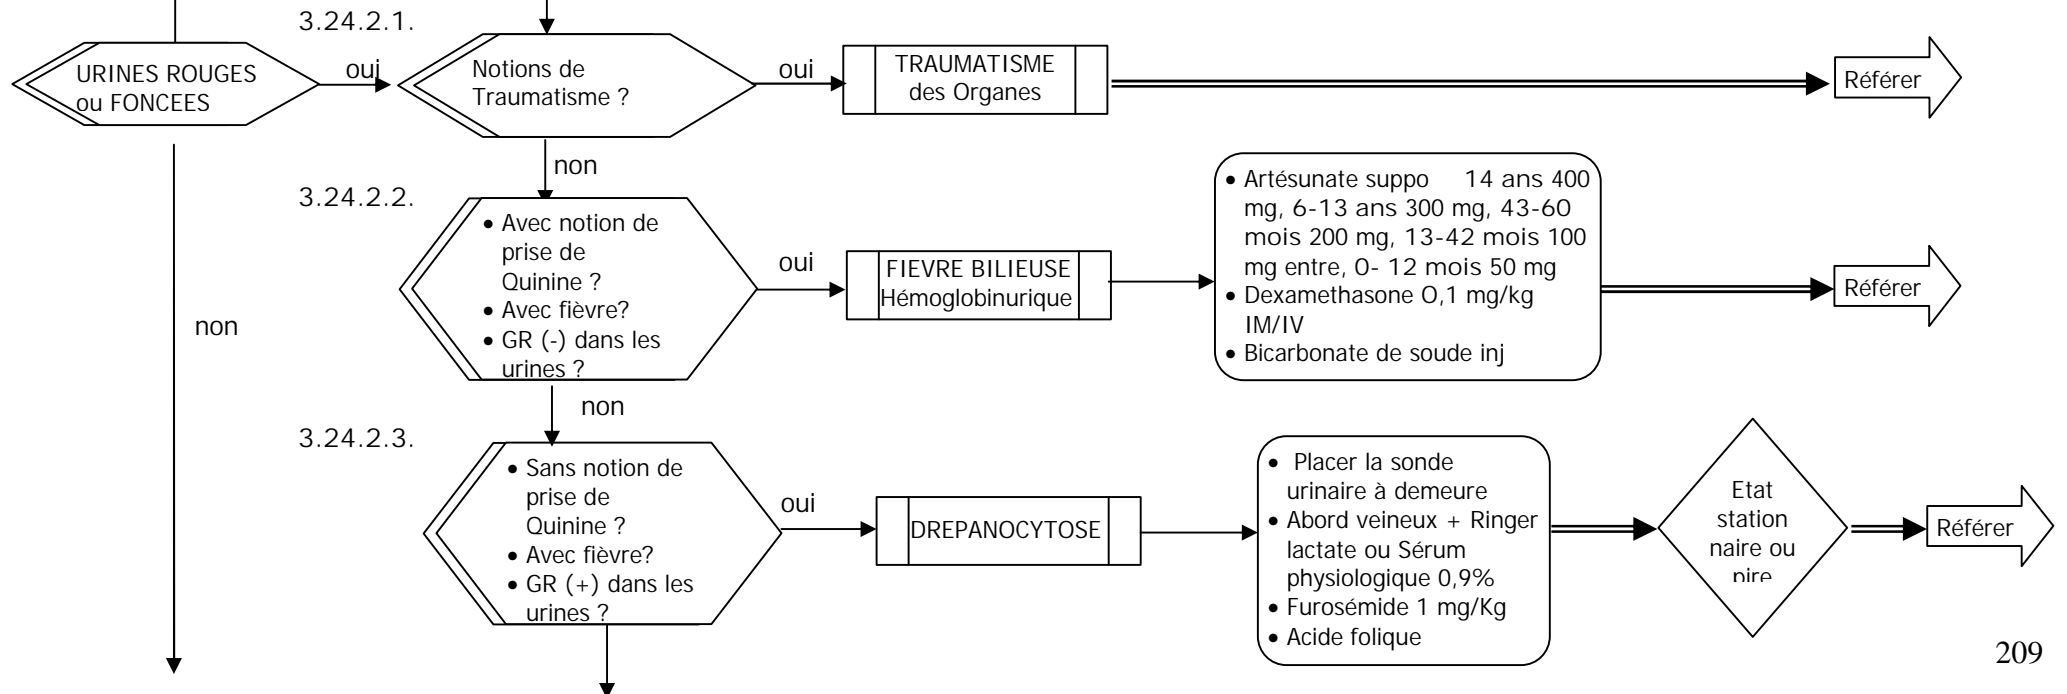 3.24.2.1.
URINES ROUGES
ou FONCEES
oui
Notions de
Traumatisme ?
oui
TRAUMATISME
des Organes
Référer
non
3.24.2.2.
• Avec notion de
prise de
Quinine ?
• Avec fièvre?
• GR (-) dans les
urines ?
oui
FIEVRE BILIEUSE
Hémoglobinurique
• Artésunate suppo 14 ans 400
mg, 6-13 ans 300 mg, 43-60
mois 200 mg, 13-42 mois 100
mg entre, 0- 12 mois 50 mg
• Dexamethasone O,1 mg/kg
IM/IV
• Bicarbonate de soude inj
Référer
non
non
3.24.2.3.
• Sans notion de
prise de
Quinine ?
• Avec fièvre?
• GR (+) dans les
urines ?
oui
DREPANOCYTOSE
• Placer la sonde
urinaire à demeure
• Abord veineux + Ringer
lactate ou Sérum
physiologique 0,9%
• Furosémide 1 mg/Kg
• Acide folique
Etat
station
naire ou
pire
Référer
209